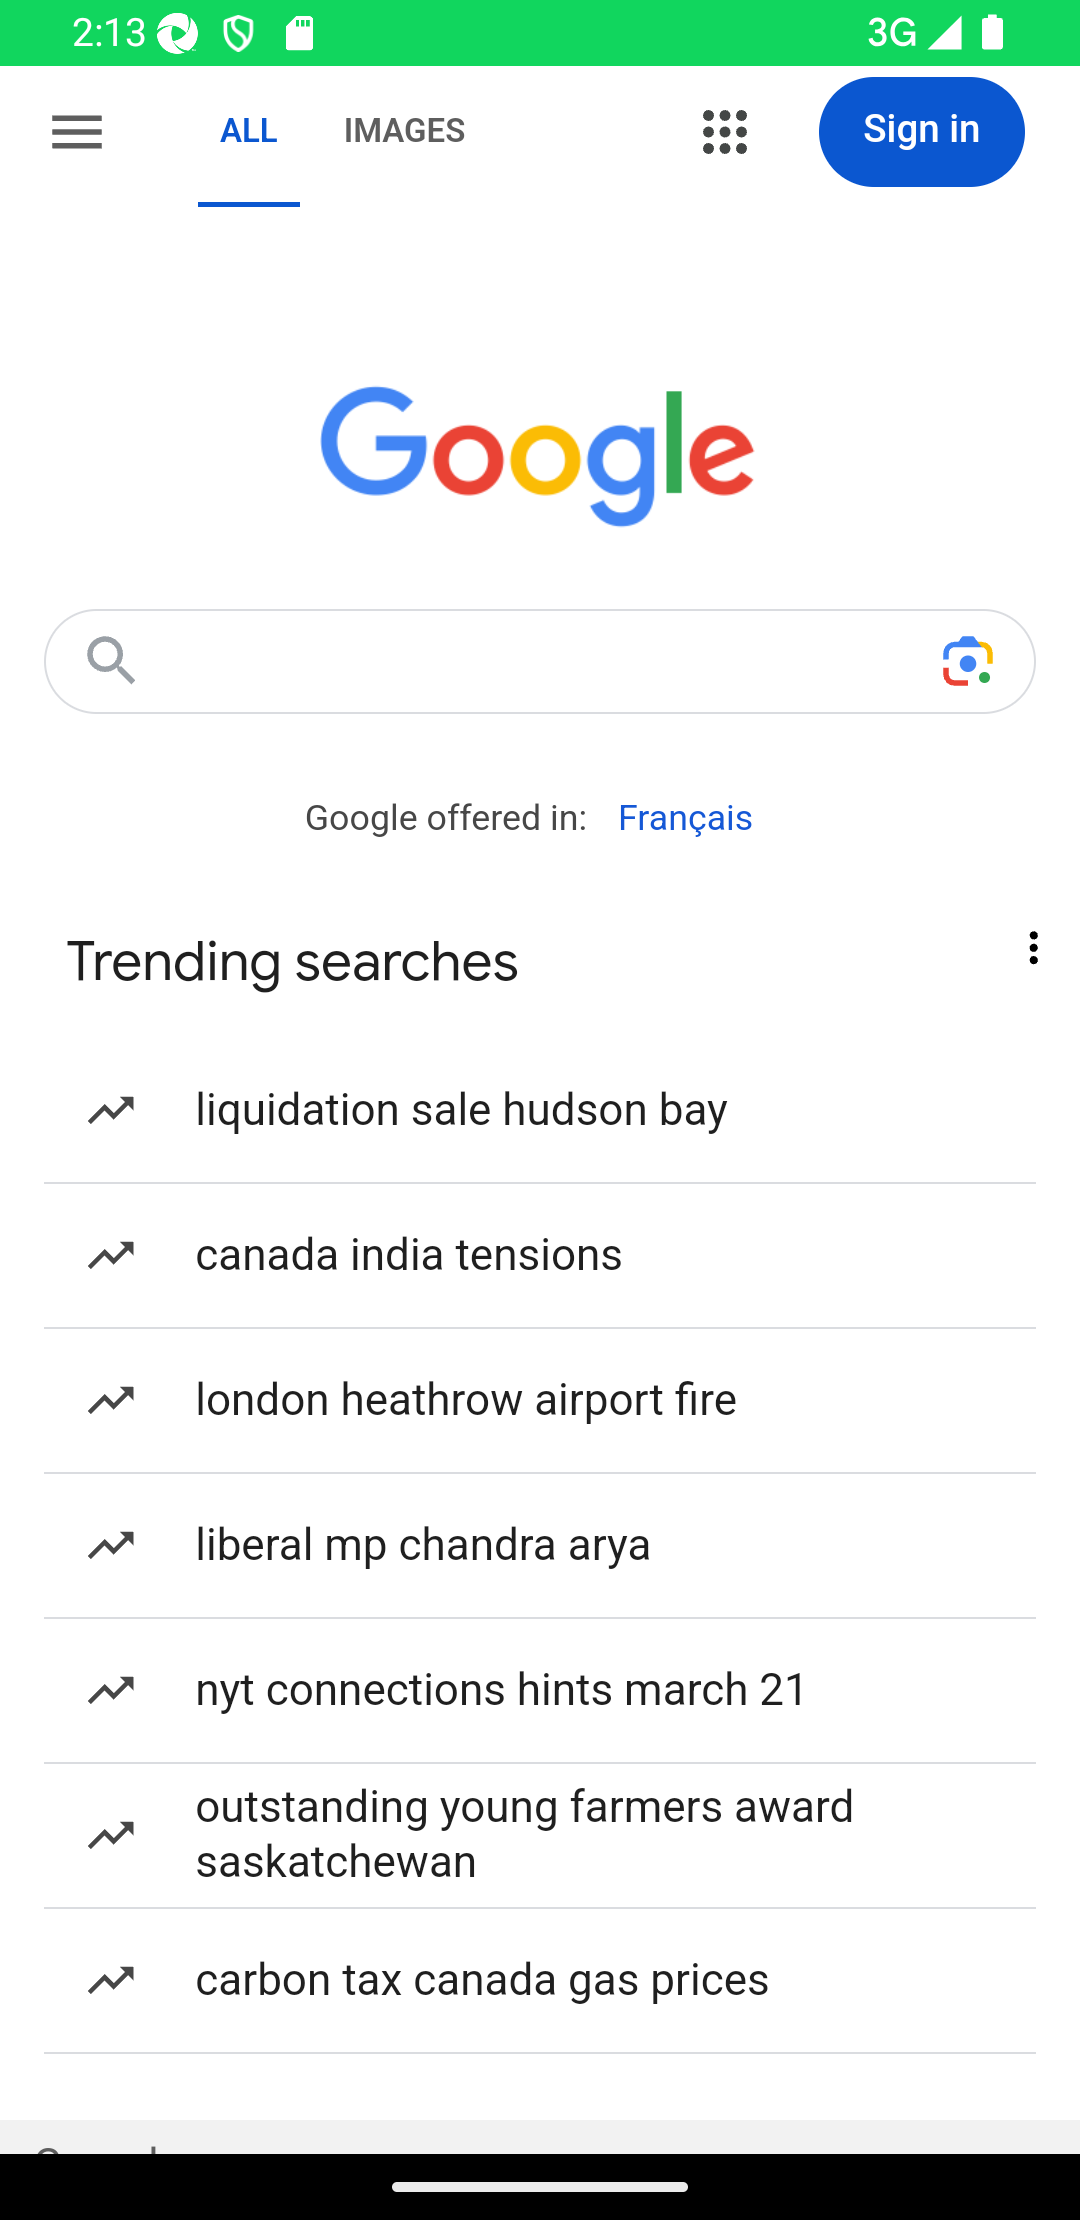 2:13
3G
ALL IMAGES Sign in
Google
Google offered in: Français
Trending searches
liquidation sale hudson bay
canada india tensions
london heathrow airport fire
liberal mp chandra arya
nyt connections hints march 21
outstanding young farmers award
saskatchewan
carbon tax canada gas prices